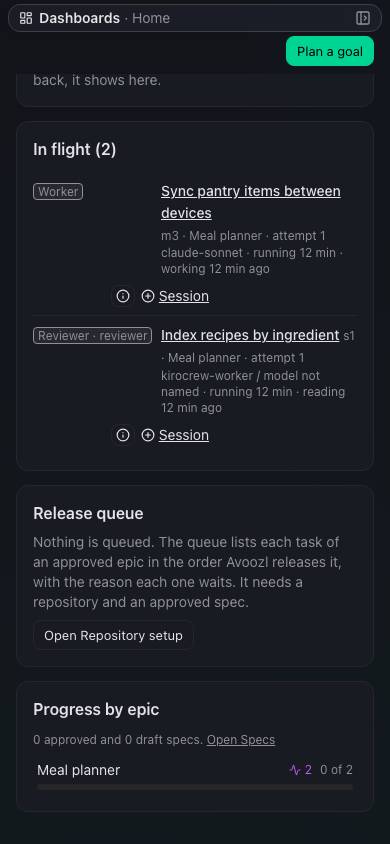 Dashboards · Home
Plan a goal
back, it shows here.
In flight (2)
Worker
Sync pantry items between
devices
m3 · Meal planner · attempt 1
claude-sonnet · running 12 min ·
working 12 min ago
Session
Reviewer · reviewer
Index recipes by ingredient s1
· Meal planner · attempt 1
kirocrew-worker / model not
named · running 12 min · reading
12 min ago
Session
Release queue
Nothing is queued. The queue lists each task of
an approved epic in the order Avoozl releases it,
with the reason each one waits. It needs a
repository and an approved spec.
Open Repository setup
Progress by epic
0 approved and 0 draft specs. Open Specs
Meal planner 2 0 of 2